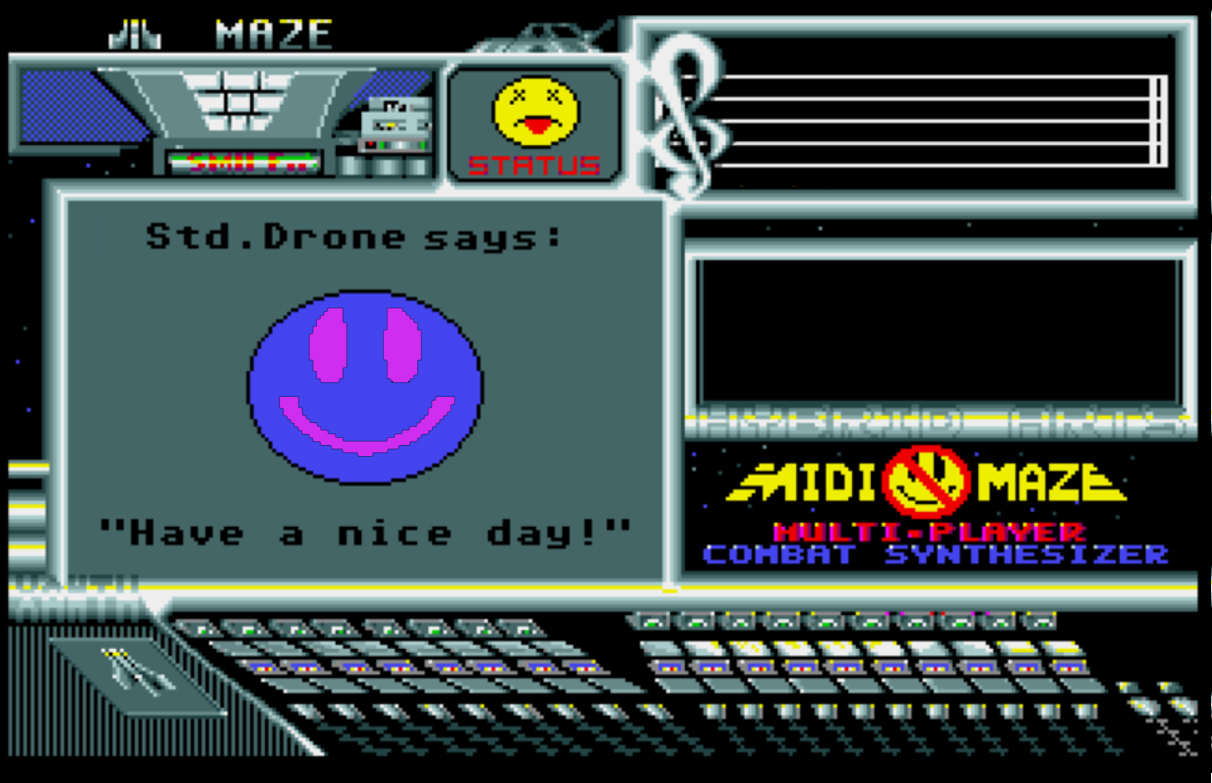 MAZE
STATUS
Std.Drone says:
"Have a nice day!"
MIDI MAZE
MULTI-PLAYER
COMBAT SYNTHESIZER